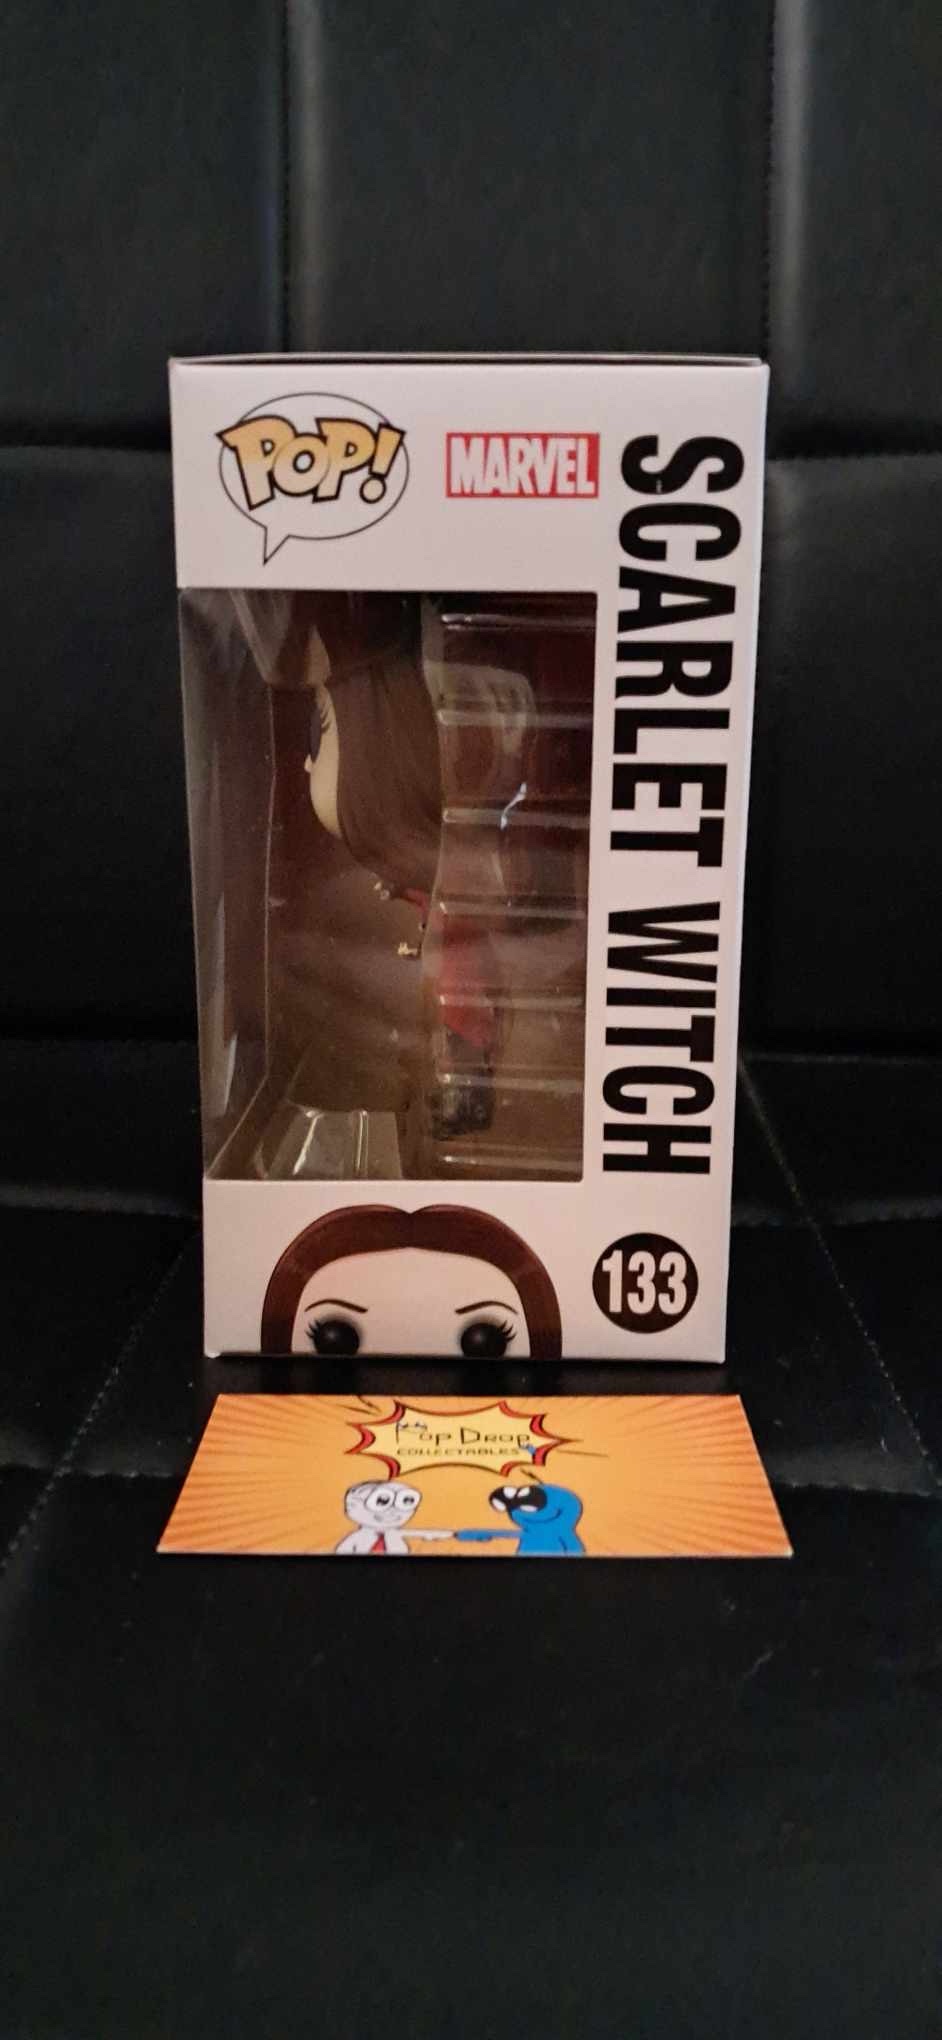 POP!
MARVEL
SCARLET WITCH
133
Pop Drop
COLLECTABLES